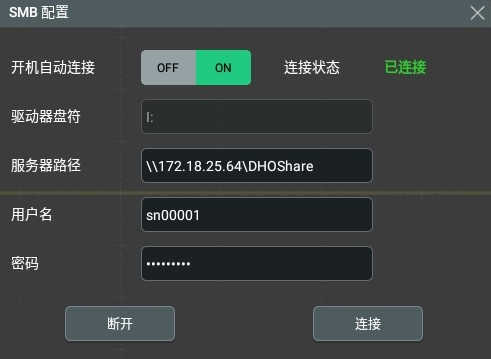 SMB 配置
开机自动连接 OFF ON 连接状态 已连接
驱动器盘符 I:
服务器路径 \\172.18.25.64\DHOShare
用户名 sn00001
密码 •••••••••
断开 连接